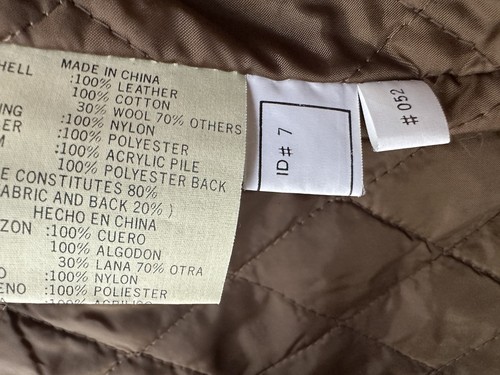 MADE IN CHINA
HELL :100% LEATHER
100% COTTON
30% WOOL 70% OTHERS
ING :100% NYLON
LER :100% POLYESTER
M :100% ACRYLIC PILE
100% POLYESTER BACK
E CONSTITUTES 80%
FABRIC AND BACK 20% )
HECHO EN CHINA
ZON :100% CUERO
100% ALGODON
30% LANA 70% OTRA
O :100% NYLON
ENO :100% POLIESTER
ID# 7
# 052